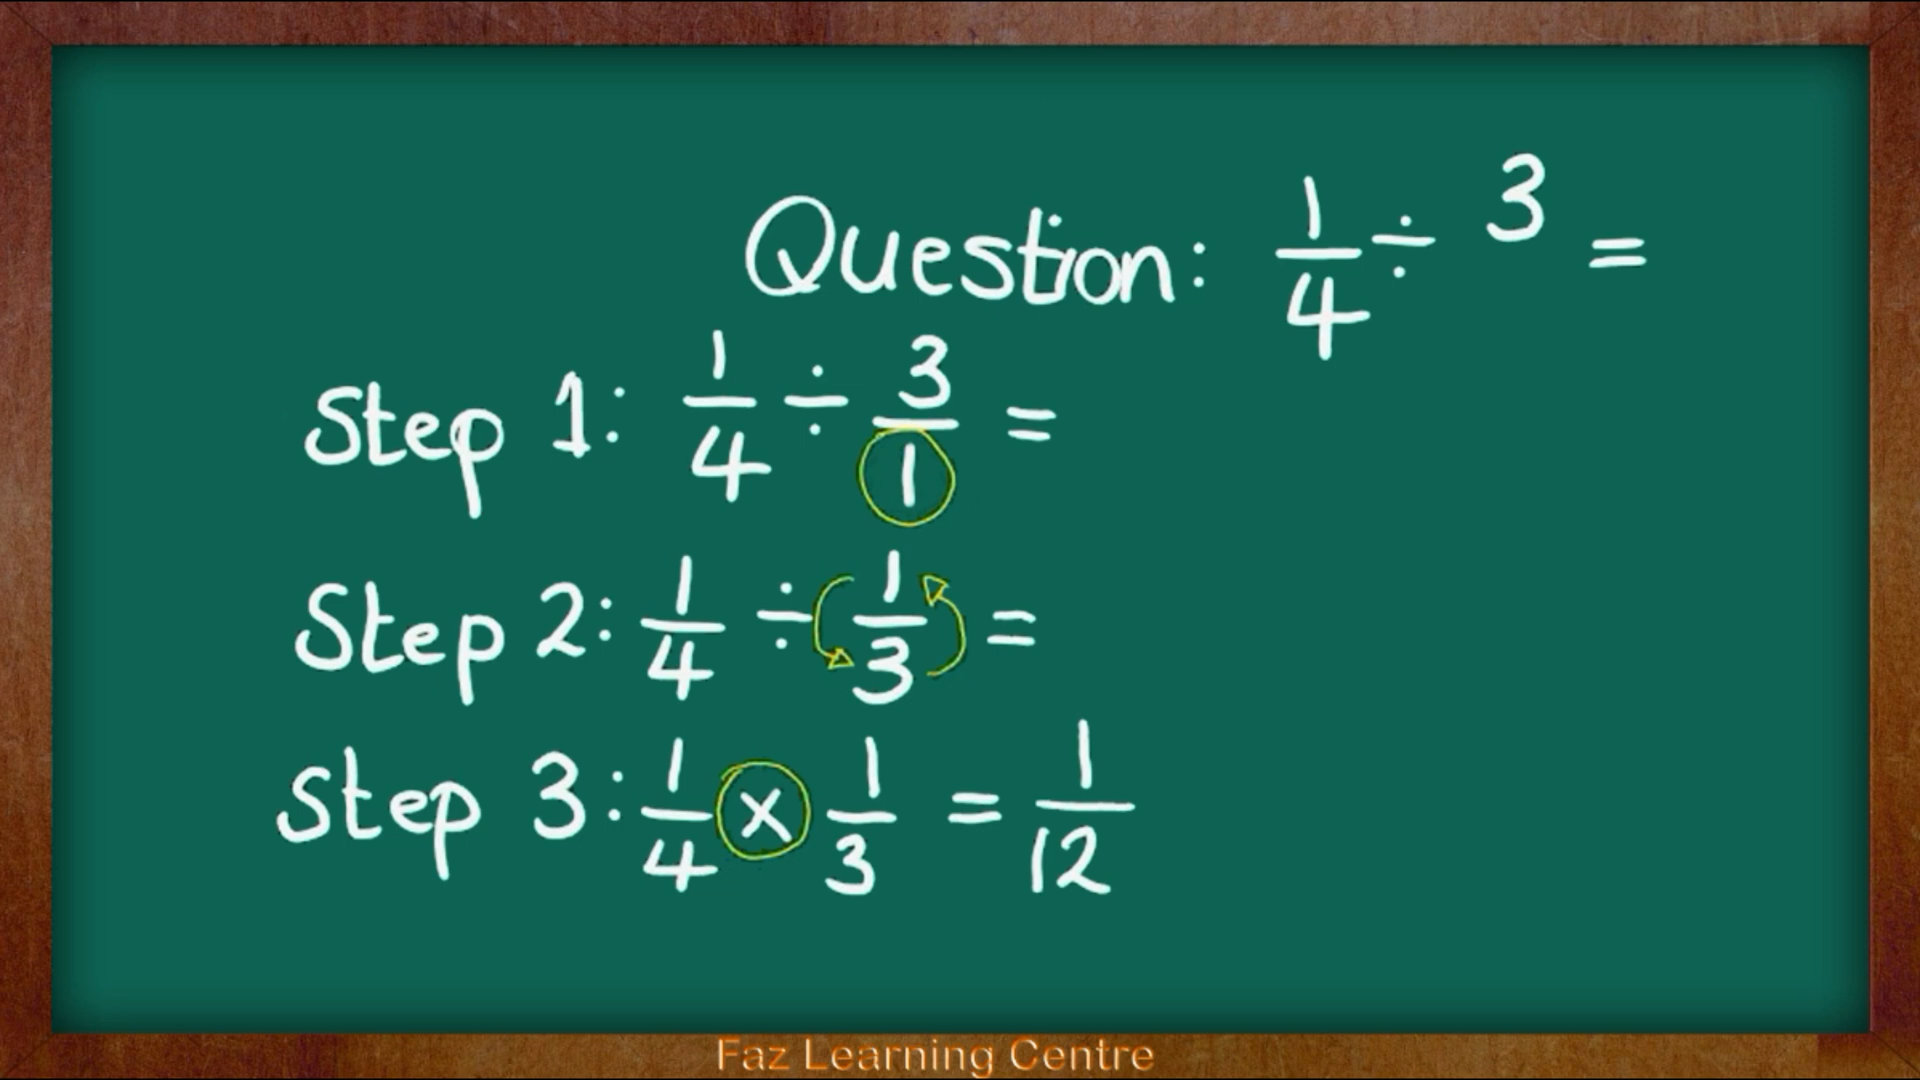 Question: 1/4 ÷ 3 =
Step 1: 1/4 ÷ 3/1 =
Step 2: 1/4 ÷ 1/3 =
Step 3: 1/4 × 1/3 = 1/12
Faz Learning Centre